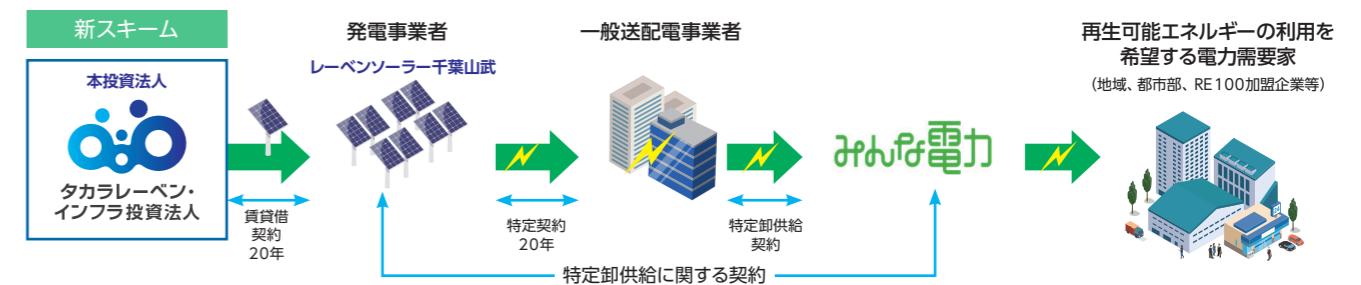 新スキーム
本投資法人
タカラレーベン・
インフラ投資法人
賃貸借
契約
20年
発電事業者
レーベンソーラー千葉山武
特定契約
20年
一般送配電事業者
特定卸供給
契約
みんな電力
特定卸供給に関する契約
再生可能エネルギーの利用を
希望する電力需要家
（地域、都市部、RE100加盟企業等）